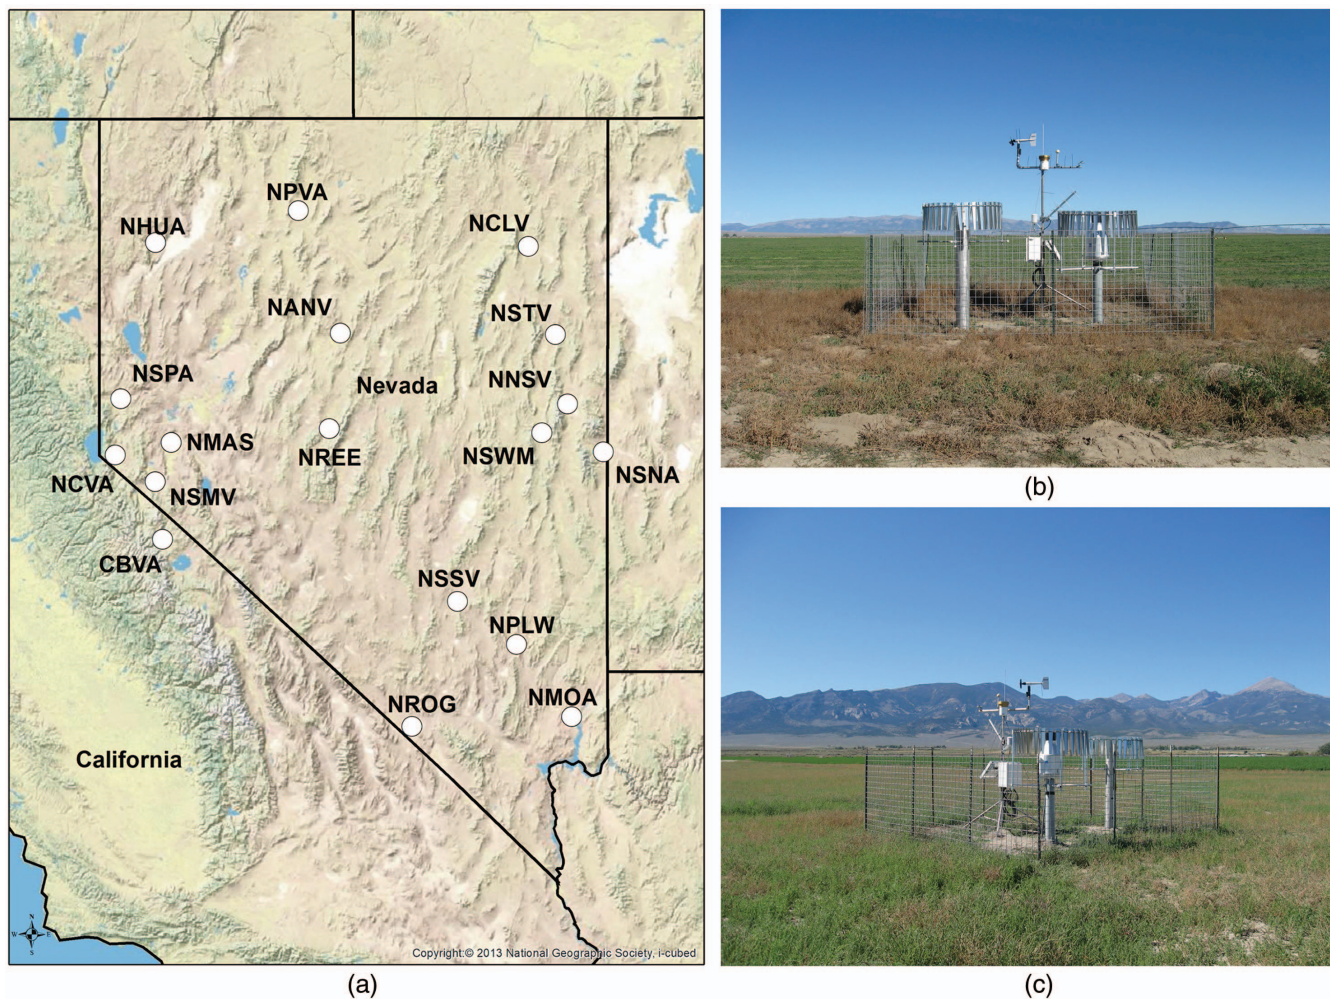 NPVA
NHUA
NCLV
NANV
NSTV
NSPA
Nevada
NNSV
NMAS
NREE
NSWM
NSNA
NCVA
NSMV
CBVA
NSSV
NPLW
NROG
NMOA
California
N
W E
S
Copyright:© 2013 National Geographic Society, i-cubed
(a)
(b)
(c)